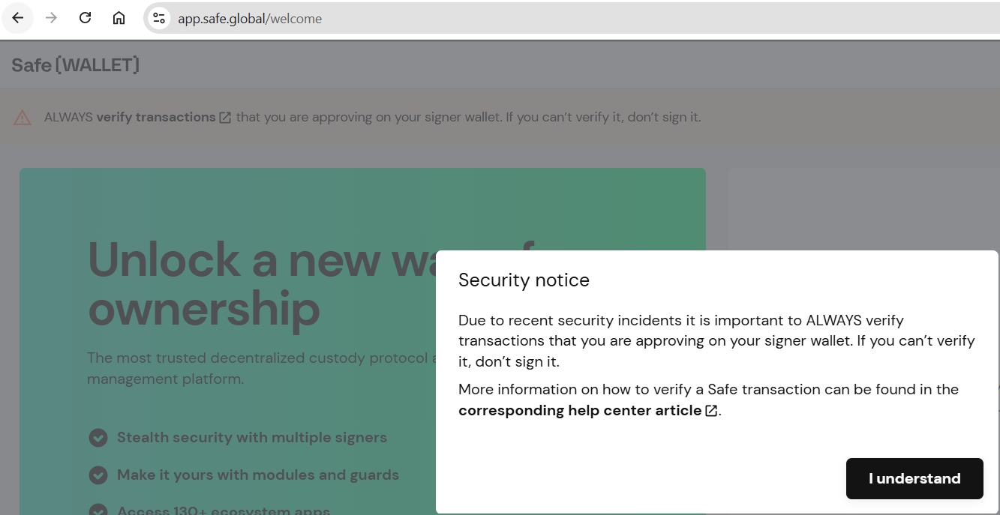 app.safe.global/welcome
Safe [WALLET]
ALWAYS verify transactions that you are approving on your signer wallet. If you can’t verify it, don’t sign it.
Unlock a new
ownership
The most trusted decentralized custody protocol
management platform.
Stealth security with multiple signers
Make it yours with modules and guards
Access 130+ ecosystem apps
Security notice
Due to recent security incidents it is important to ALWAYS verify
transactions that you are approving on your signer wallet. If you can’t verify
it, don’t sign it.
More information on how to verify a Safe transaction can be found in the
corresponding help center article.
I understand